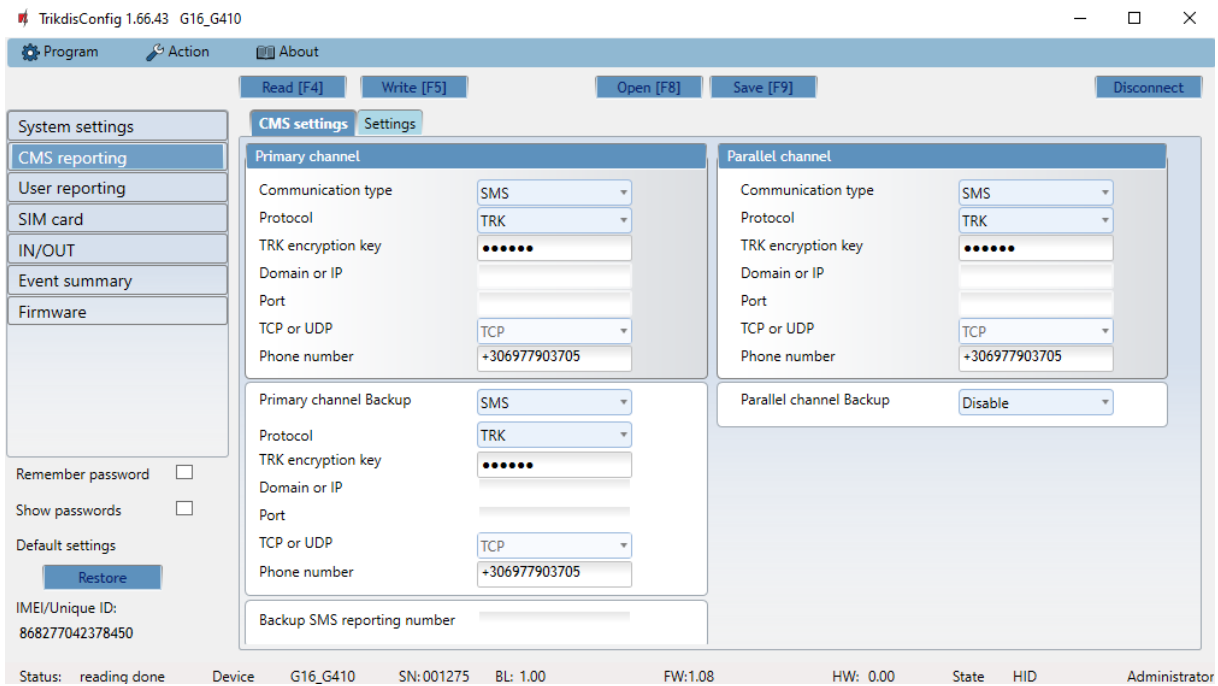 TrikdisConfig 1.66.43 G16_G410
Program Action About
Read [F4] Write [F5] Open [F8] Save [F9] Disconnect
System settings
CMS reporting
User reporting
SIM card
IN/OUT
Event summary
Firmware
Remember password
Show passwords
Default settings
Restore
IMEI/Unique ID:
868277042378450
CMS settings Settings
Primary channel
Communication type SMS
Protocol TRK
TRK encryption key ●●●●●●
Domain or IP
Port
TCP or UDP TCP
Phone number +306977903705
Primary channel Backup SMS
Protocol TRK
TRK encryption key ●●●●●●
Domain or IP
Port
TCP or UDP TCP
Phone number +306977903705
Backup SMS reporting number
Parallel channel
Communication type SMS
Protocol TRK
TRK encryption key ●●●●●●
Domain or IP
Port
TCP or UDP TCP
Phone number +306977903705
Parallel channel Backup Disable
Status: reading done Device G16_G410 SN: 001275 BL: 1.00 FW:1.08 HW: 0.00 State HID Administrator